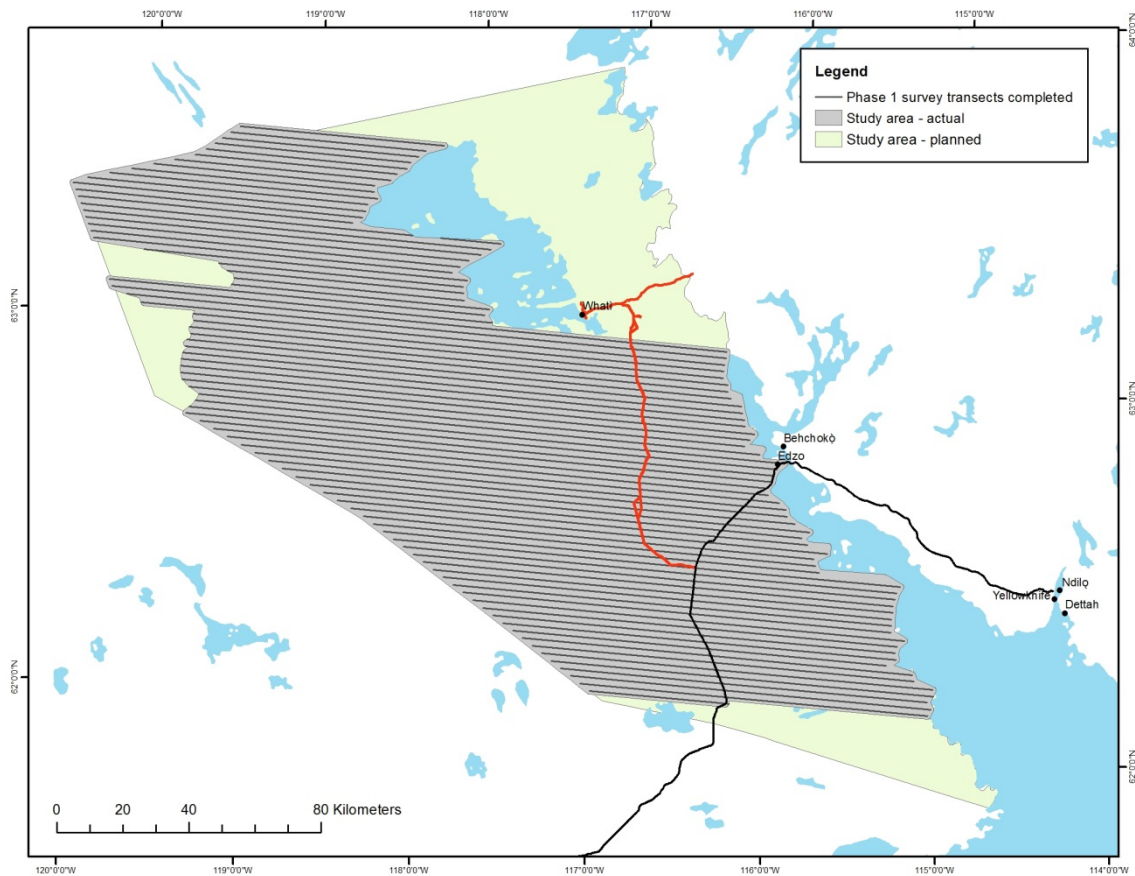 120°0'0"W
119°0'0"W
118°0'0"W
117°0'0"W
116°0'0"W
115°0'0"W
64°0'0"N
Legend
Phase 1 survey transects completed
Study area - actual
Study area - planned
63°0'0"N
Whatì
63°0'0"N
Behchokǫ̀
Edzo
Ndilǫ
Yellowknife
Dettah
62°0'0"N
62°0'0"N
0 20 40 80 Kilometers
120°0'0"W
119°0'0"W
118°0'0"W
117°0'0"W
116°0'0"W
115°0'0"W
114°0'0"W